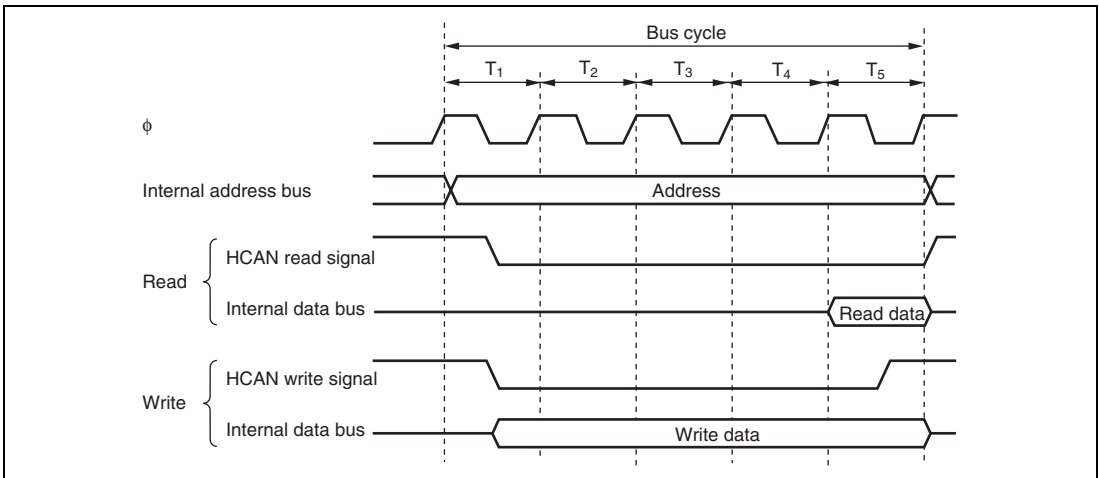 Bus cycle
T1 T2 T3 T4 T5
ϕ
Internal address bus Address
Read
HCAN read signal
Internal data bus Read data
Write
HCAN write signal
Internal data bus Write data